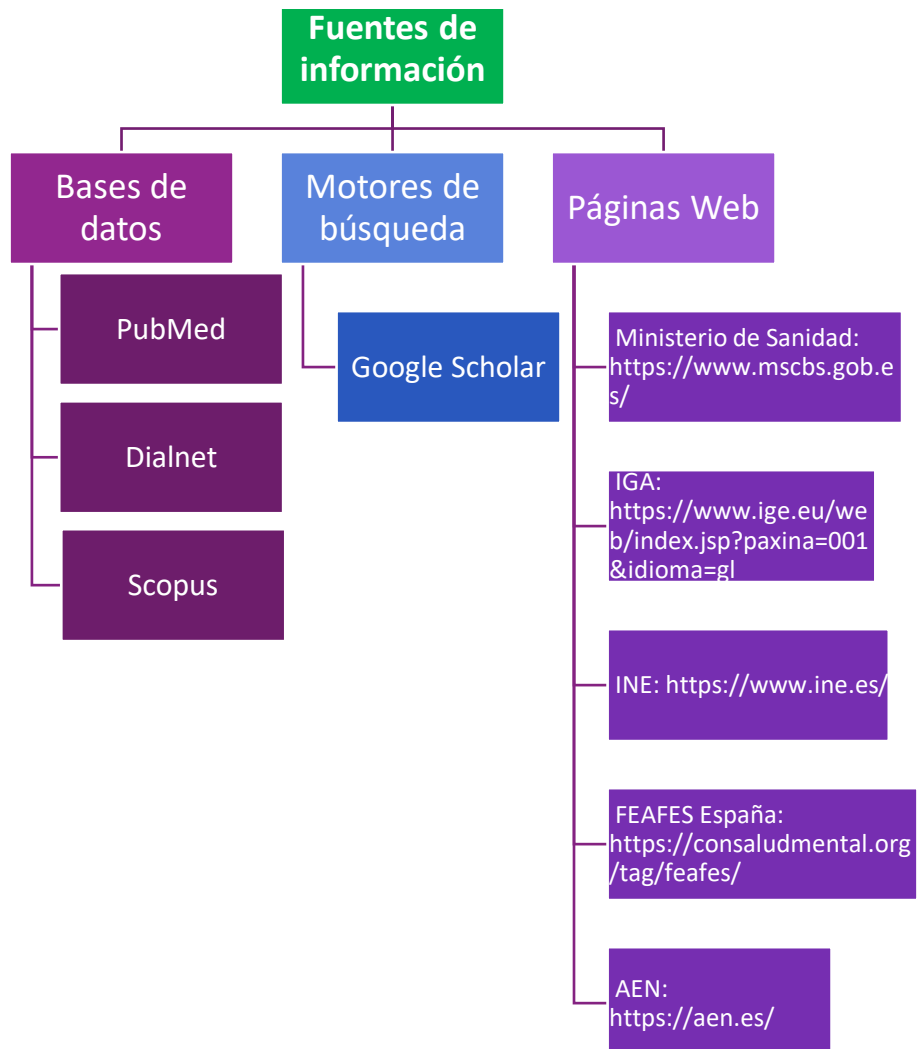 Fuentes de
información
Bases de
datos
PubMed
Dialnet
Scopus
Motores de
búsqueda
Google Scholar
Páginas Web
Ministerio de Sanidad:
https://www.mscbs.gob.e
s/
IGA:
https://www.ige.eu/we
b/index.jsp?paxina=001
&idioma=gl
INE: https://www.ine.es/
FEAFES España:
https://consaludmental.org
/tag/feafes/
AEN:
https://aen.es/